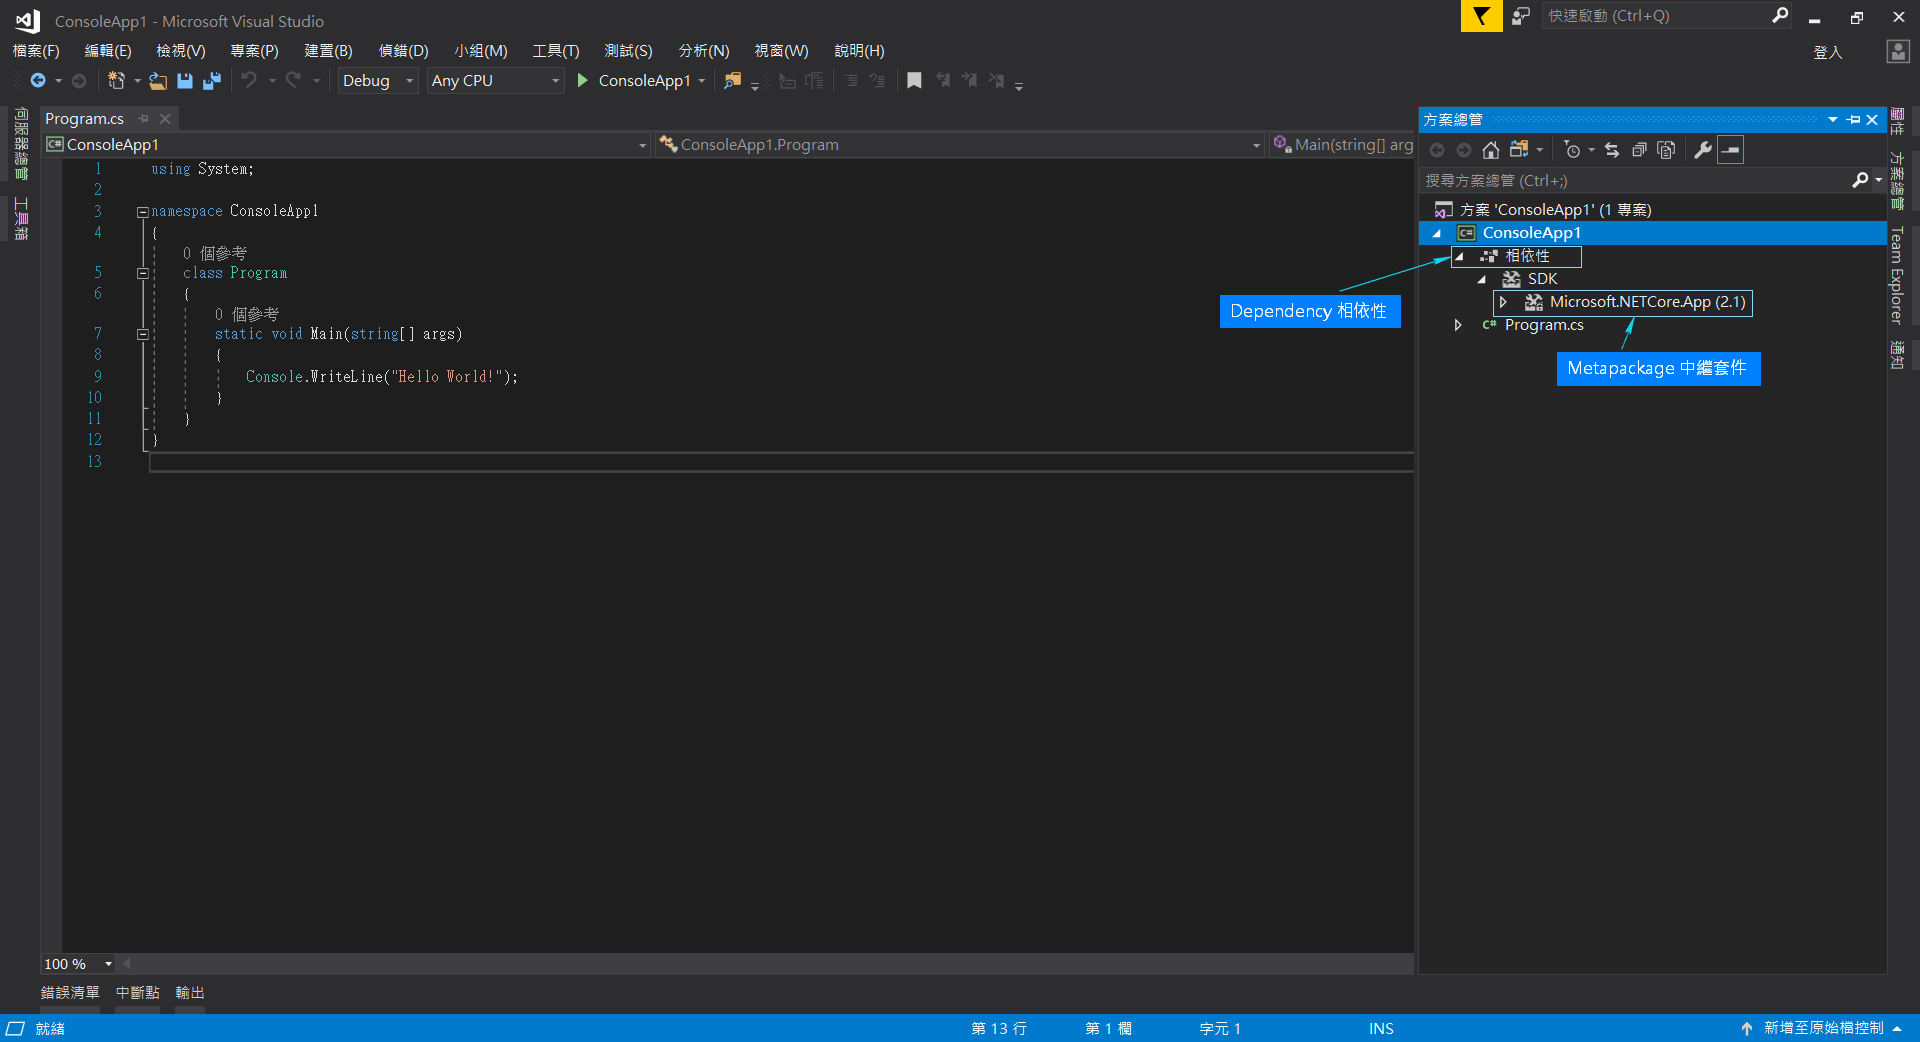 ConsoleApp1 - Microsoft Visual Studio
快速啟動 (Ctrl+Q)
檔案(F) 編輯(E) 檢視(V) 專案(P) 建置(B) 偵錯(D) 小組(M) 工具(T) 測試(S) 分析(N) 視窗(W) 說明(H)
登入
Debug Any CPU ConsoleApp1
伺服器總管
工具箱
Program.cs
ConsoleApp1 ConsoleApp1.Program Main(string[] arg
1 using System;
2
3 namespace ConsoleApp1
4 {
0 個參考
5 class Program
6 {
0 個參考
7 static void Main(string[] args)
8 {
9 Console.WriteLine("Hello World!");
10 }
11 }
12 }
13
100 %
方案總管
搜尋方案總管 (Ctrl+;)
方案 'ConsoleApp1' (1 專案)
C# ConsoleApp1
相依性
SDK
Microsoft.NETCore.App (2.1)
C# Program.cs
Dependency 相依性
Metapackage 中繼套件
屬性
方案總管
Team Explorer
通知
錯誤清單 中斷點 輸出
就緒 第 13 行 第 1 欄 字元 1 INS 新增至原始檔控制